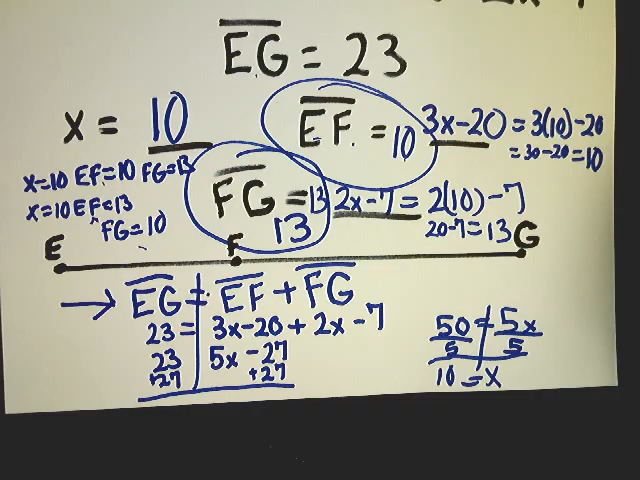 EG = 23
x = 10
EF = 10 3x-20 = 3(10)-20
= 30-20 = 10
x=10 EF=10 FG=13
x=10 EF=13
FG=10
FG = 13 2x-7 = 2(10)-7
13
20-7 = 13
E F G
→ EG = EF + FG
23 = 3x-20 + 2x-7
23 5x-27
+27 +27
50 = 5x
5 5
10 = x